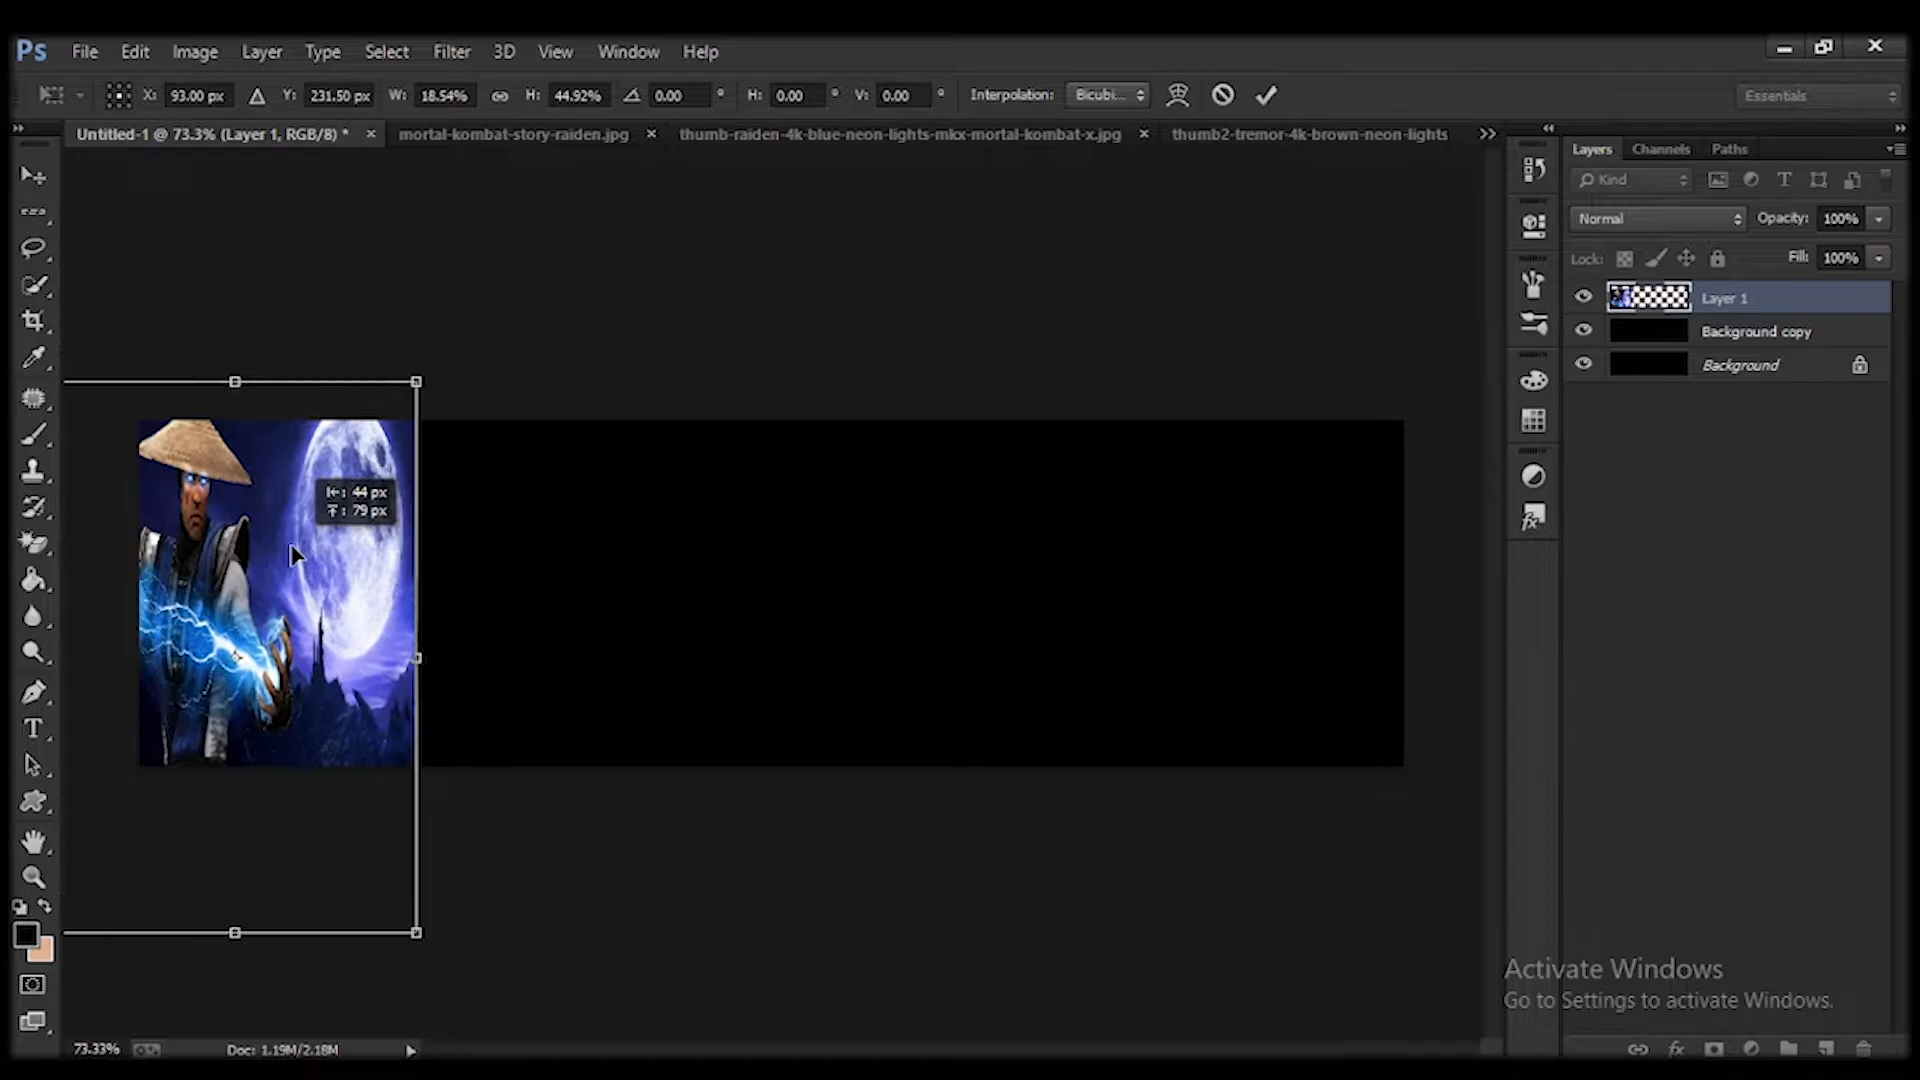 Ps File Edit Image Layer Type Select Filter 3D View Window Help
X: 93.00 px Y: 231.50 px W: 18.54% H: 44.92% 0.00 ° H: 0.00 ° V: 0.00 ° Interpolation: Bicubi... Essentials
Untitled-1 @ 73.3% (Layer 1, RGB/8) * × mortal-kombat-story-raiden.jpg × thumb-raiden-4k-blue-neon-lights-mkx-mortal-kombat-x.jpg × thumb2-tremor-4k-brown-neon-lights
Layers Channels Paths
Kind
Normal Opacity: 100%
Lock: Fill: 100%
Layer 1
Background copy
Background
: 44 px
: 79 px
Activate Windows
Go to Settings to activate Windows.
73.33% Doc: 1.19M/2.18M